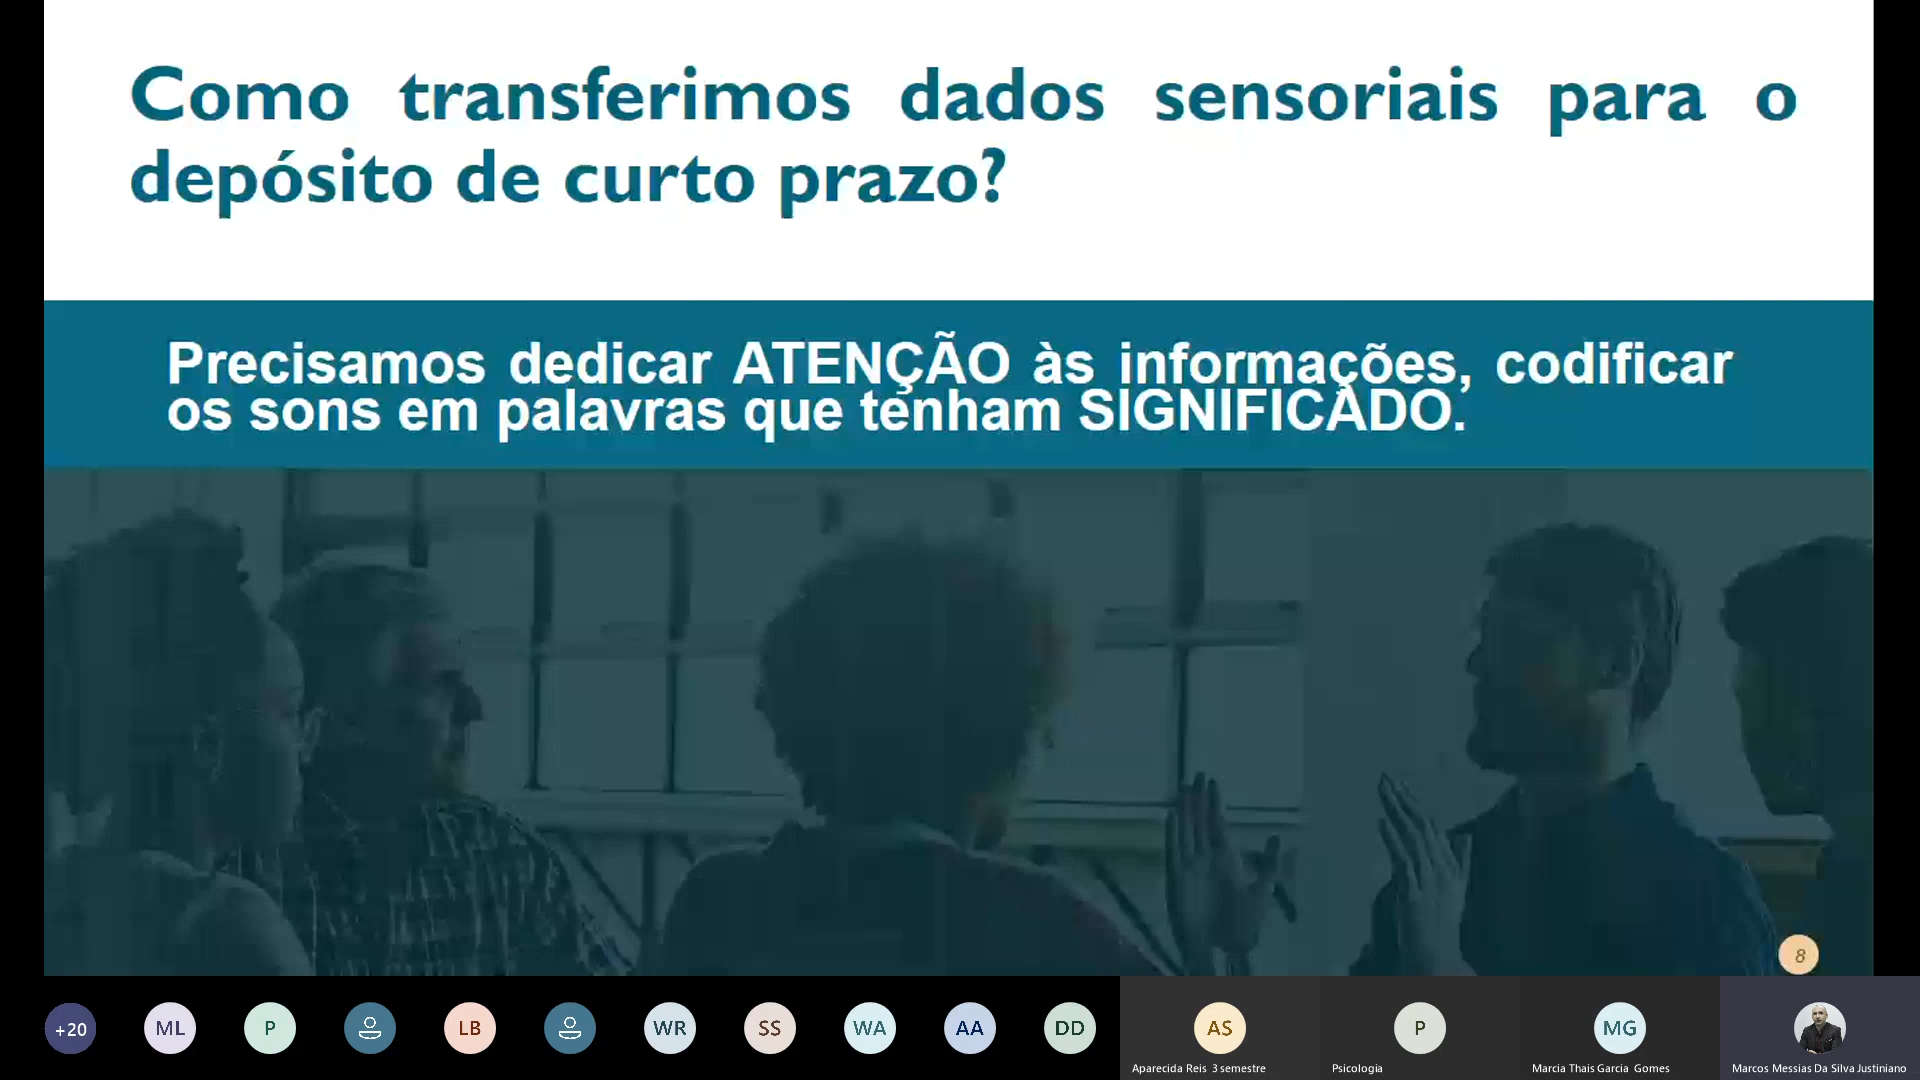 Como transferimos dados sensoriais para o
depósito de curto prazo?
Precisamos dedicar ATENÇÃO às informações, codificar
os sons em palavras que tenham SIGNIFICADO.
8
+20
ML
P
LB
WR
SS
WA
AA
DD
AS
P
MG
Aparecida Reis 3 semestre
Psicologia
Marcia Thais Garcia Gomes
Marcos Messias Da Silva Justiniano